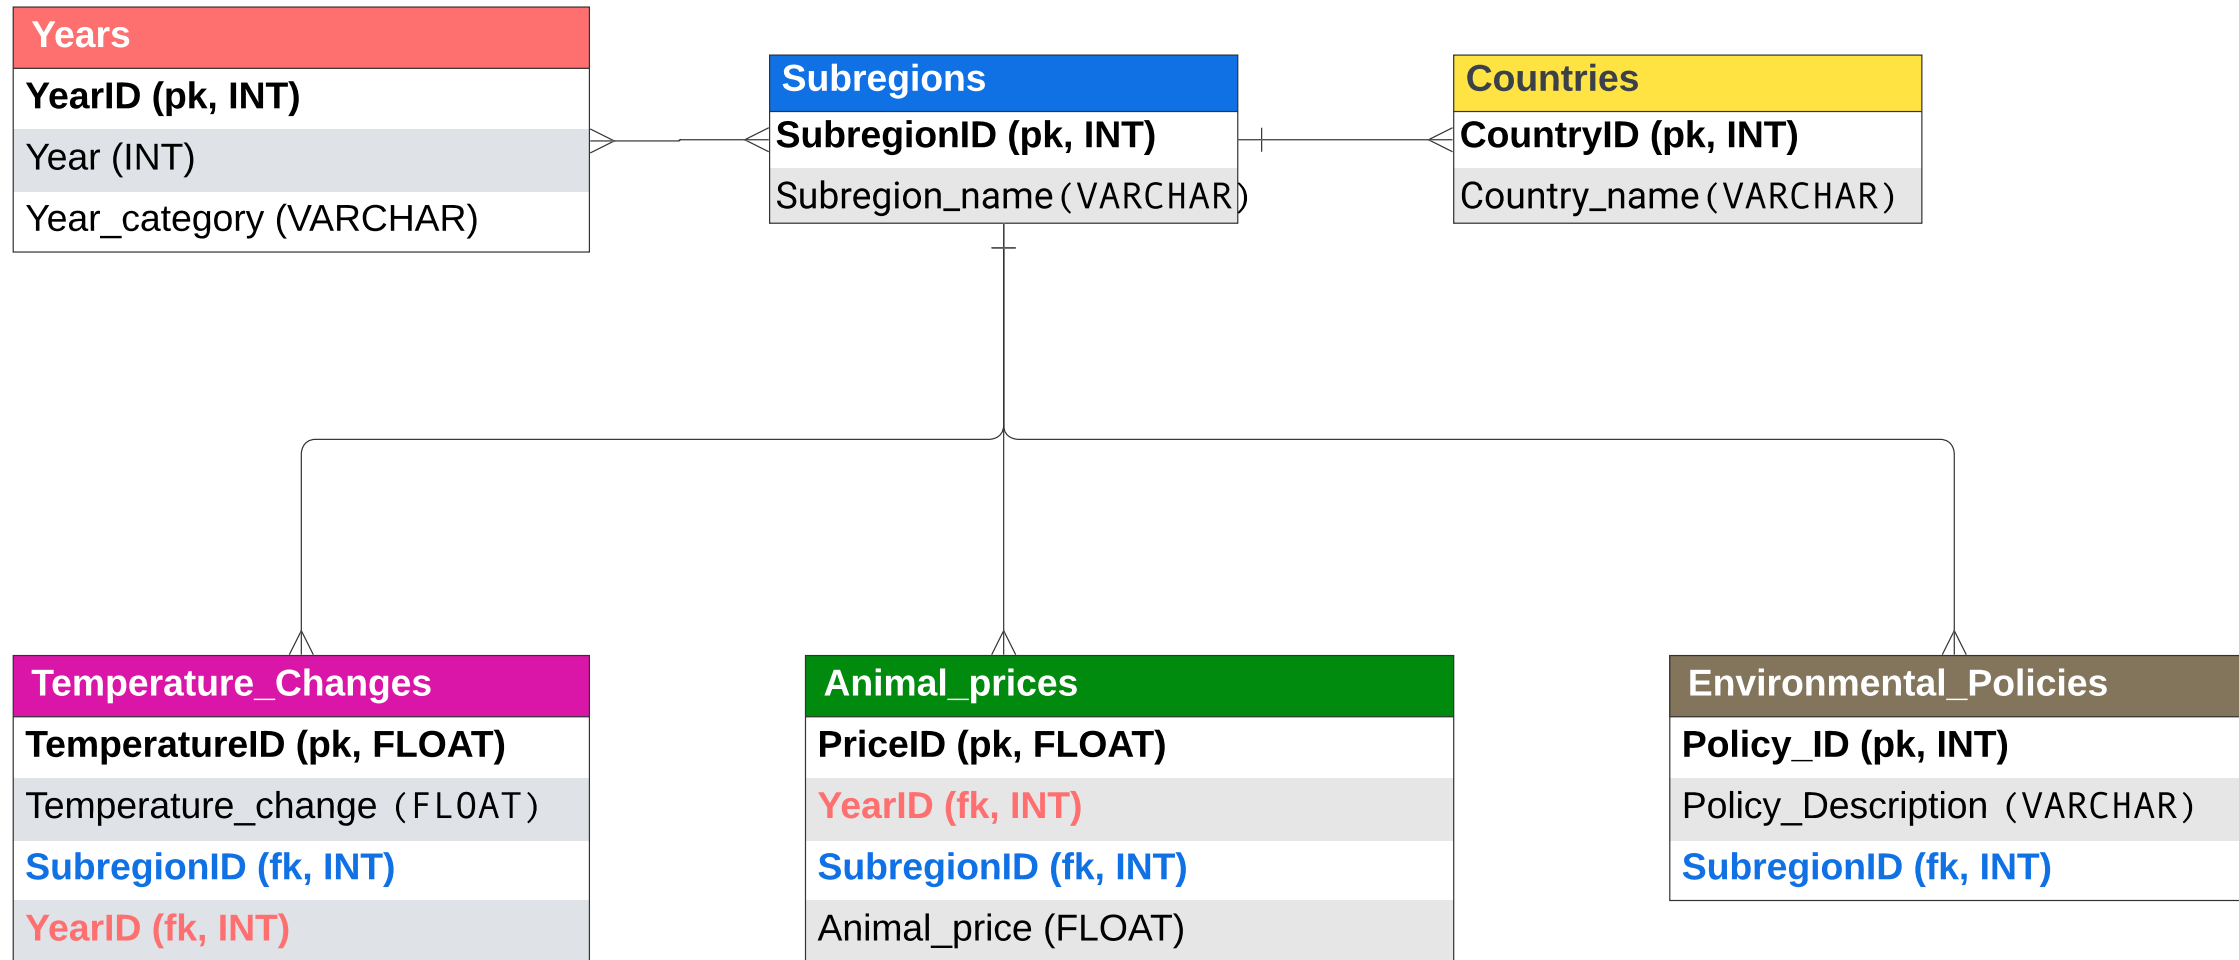 Years
YearID (pk, INT)
Year (INT)
Year_category (VARCHAR)
Subregions
SubregionID (pk, INT)
Subregion_name(VARCHAR)
Countries
CountryID (pk, INT)
Country_name(VARCHAR)
Temperature_Changes
TemperatureID (pk, FLOAT)
Temperature_change (FLOAT)
SubregionID (fk, INT)
YearID (fk, INT)
Animal_prices
PriceID (pk, FLOAT)
YearID (fk, INT)
SubregionID (fk, INT)
Animal_price (FLOAT)
Environmental_Policies
Policy_ID (pk, INT)
Policy_Description (VARCHAR)
SubregionID (fk, INT)